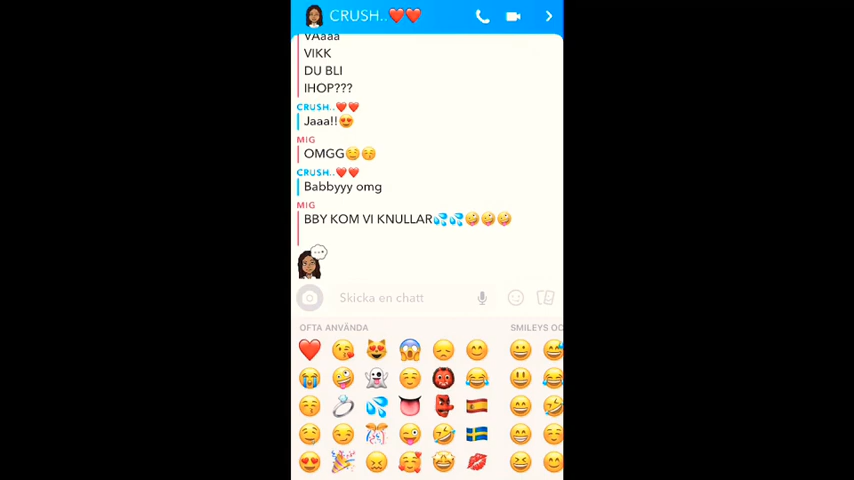 CRUSH..❤️❤️
VAaaa
VIKK
DU BLI
IHOP???
CRUSH..❤️❤️
Jaaa!!😍
MIG
OMGG☺️😚
CRUSH..❤️❤️
Babbyyy omg
MIG
BBY KOM VI KNULLAR💦💦🤪🤪🤪
Skicka en chatt
OFTA ANVÄNDA SMILEYS OC